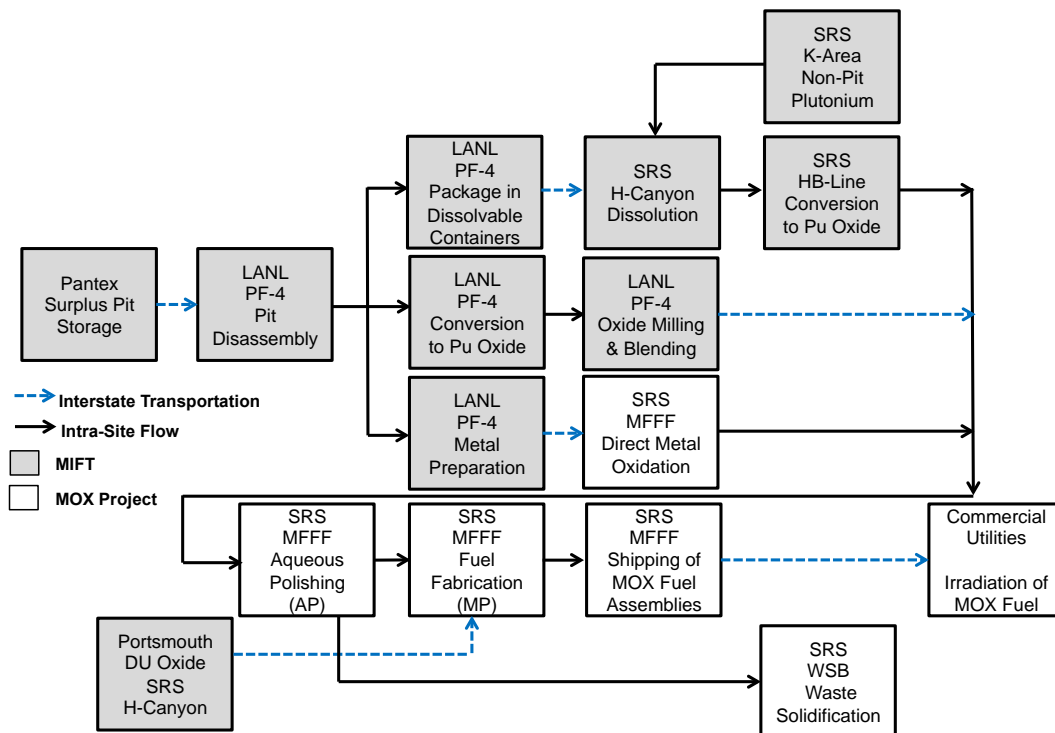 SRS
K-Area
Non-Pit
Plutonium
LANL
PF-4
Package in
Dissolvable
Containers
SRS
H-Canyon
Dissolution
SRS
HB-Line
Conversion
to Pu Oxide
Pantex
Surplus Pit
Storage
LANL
PF-4
Pit
Disassembly
LANL
PF-4
Conversion
to Pu Oxide
LANL
PF-4
Oxide Milling
& Blending
LANL
PF-4
Metal
Preparation
SRS
MFFF
Direct Metal
Oxidation
Interstate Transportation
Intra-Site Flow
MIFT
MOX Project
SRS
MFFF
Aqueous
Polishing
(AP)
SRS
MFFF
Fuel
Fabrication
(MP)
SRS
MFFF
Shipping of
MOX Fuel
Assemblies
Commercial
Utilities
Irradiation of
MOX Fuel
Portsmouth
DU Oxide
SRS
H-Canyon
SRS
WSB
Waste
Solidification